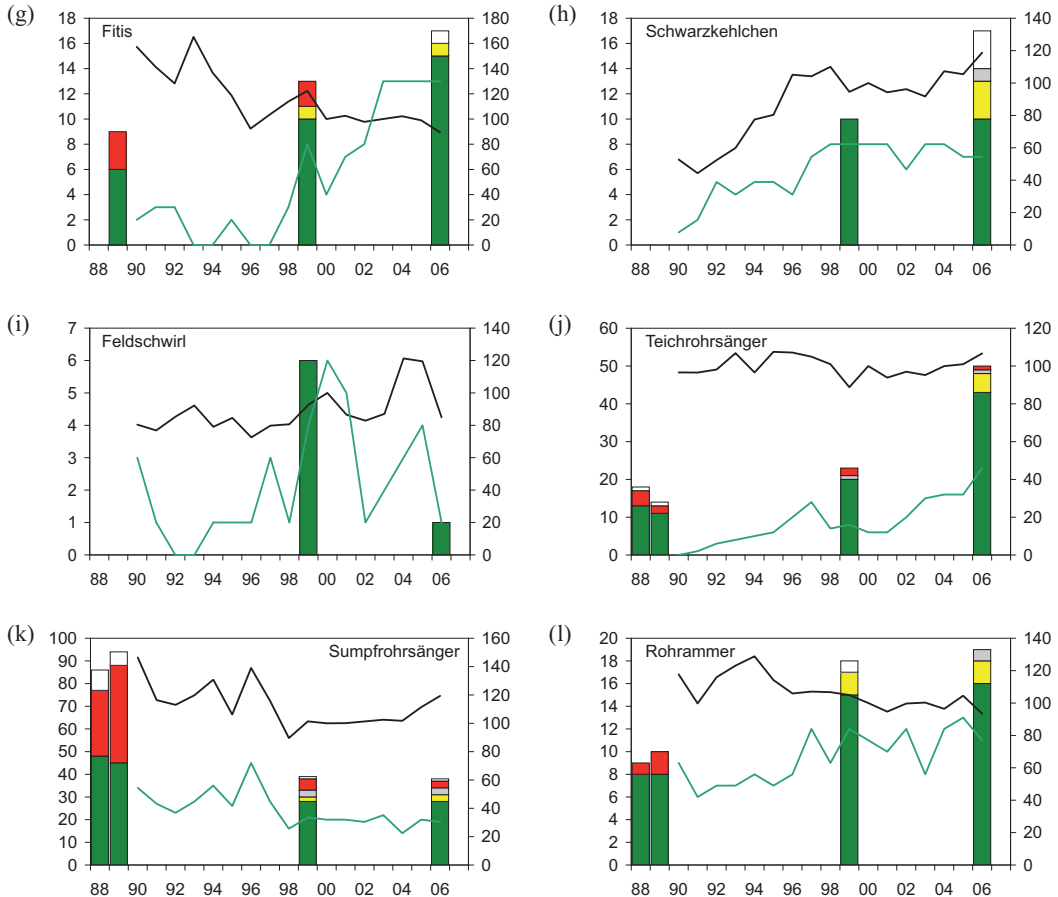 (g)
Fitis
18 16 14 12 10 8 6 4 2 0
180 160 140 120 100 80 60 40 20 0
88 90 92 94 96 98 00 02 04 06
(h)
Schwarzkehlchen
18 16 14 12 10 8 6 4 2 0
140 120 100 80 60 40 20 0
88 90 92 94 96 98 00 02 04 06
(i)
Feldschwirl
7 6 5 4 3 2 1 0
140 120 100 80 60 40 20 0
88 90 92 94 96 98 00 02 04 06
(j)
Teichrohrsänger
60 50 40 30 20 10 0
120 100 80 60 40 20 0
88 90 92 94 96 98 00 02 04 06
(k)
Sumpfrohrsänger
100 90 80 70 60 50 40 30 20 10 0
160 140 120 100 80 60 40 20 0
88 90 92 94 96 98 00 02 04 06
(l)
Rohrammer
20 18 16 14 12 10 8 6 4 2 0
140 120 100 80 60 40 20 0
88 90 92 94 96 98 00 02 04 06